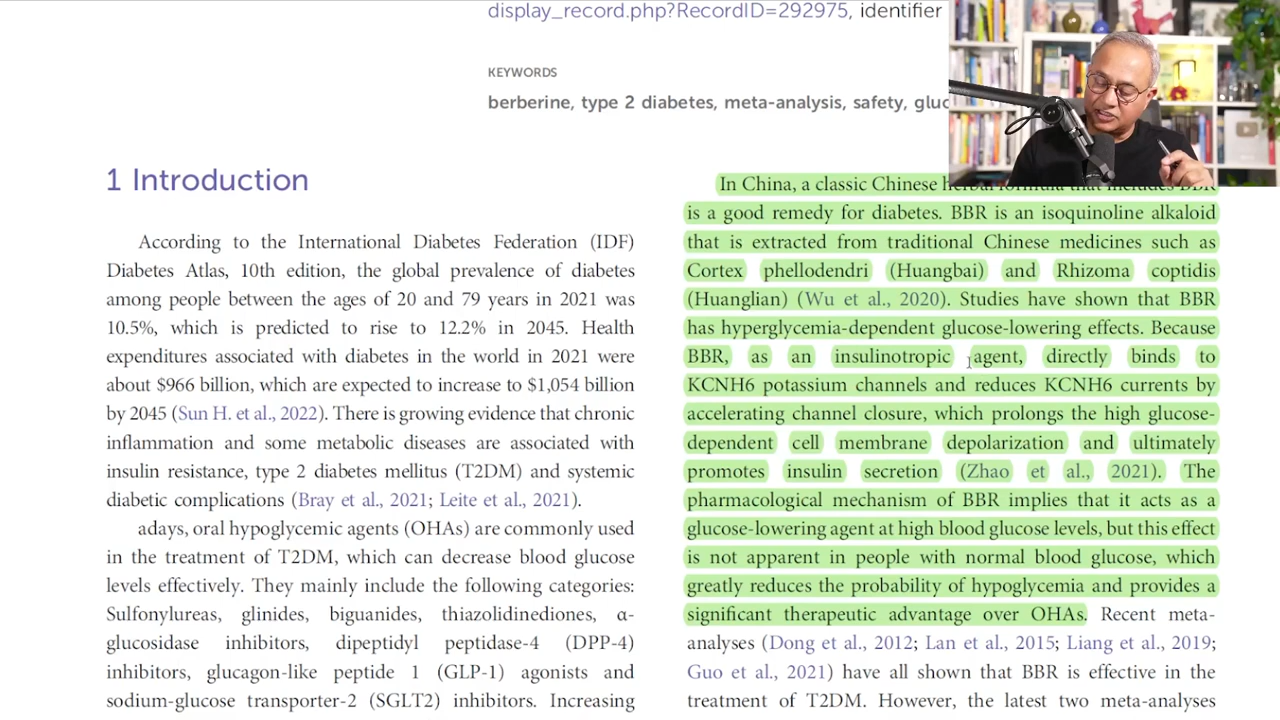 display_record.php?RecordID=292975, identifier
KEYWORDS
berberine, type 2 diabetes, meta-analysis, safety,
1 Introduction
According to the International Diabetes Federation (IDF)
Diabetes Atlas, 10th edition, the global prevalence of diabetes
among people between the ages of 20 and 79 years in 2021 was
10.5%, which is predicted to rise to 12.2% in 2045. Health
expenditures associated with diabetes in the world in 2021 were
about $966 billion, which are expected to increase to $1,054 billion
by 2045 (Sun H. et al., 2022). There is growing evidence that chronic
inflammation and some metabolic diseases are associated with
insulin resistance, type 2 diabetes mellitus (T2DM) and systemic
diabetic complications (Bray et al., 2021; Leite et al., 2021).
adays, oral hypoglycemic agents (OHAs) are commonly used
in the treatment of T2DM, which can decrease blood glucose
levels effectively. They mainly include the following categories:
Sulfonylureas, glinides, biguanides, thiazolidinediones, α-
glucosidase inhibitors, dipeptidyl peptidase-4 (DPP-4)
inhibitors, glucagon-like peptide 1 (GLP-1) agonists and
sodium-glucose transporter-2 (SGLT2) inhibitors. Increasing
In China, a classic Chinese
is a good remedy for diabetes. BBR is an isoquinoline alkaloid
that is extracted from traditional Chinese medicines such as
Cortex phellodendri (Huangbai) and Rhizoma coptidis
(Huanglian) (Wu et al., 2020). Studies have shown that BBR
has hyperglycemia-dependent glucose-lowering effects. Because
BBR, as an insulinotropic agent, directly binds to
KCNH6 potassium channels and reduces KCNH6 currents by
accelerating channel closure, which prolongs the high glucose-
dependent cell membrane depolarization and ultimately
promotes insulin secretion (Zhao et al., 2021). The
pharmacological mechanism of BBR implies that it acts as a
glucose-lowering agent at high blood glucose levels, but this effect
is not apparent in people with normal blood glucose, which
greatly reduces the probability of hypoglycemia and provides a
significant therapeutic advantage over OHAs. Recent meta-
analyses (Dong et al., 2012; Lan et al., 2015; Liang et al., 2019;
Guo et al., 2021) have all shown that BBR is effective in the
treatment of T2DM. However, the latest two meta-analyses